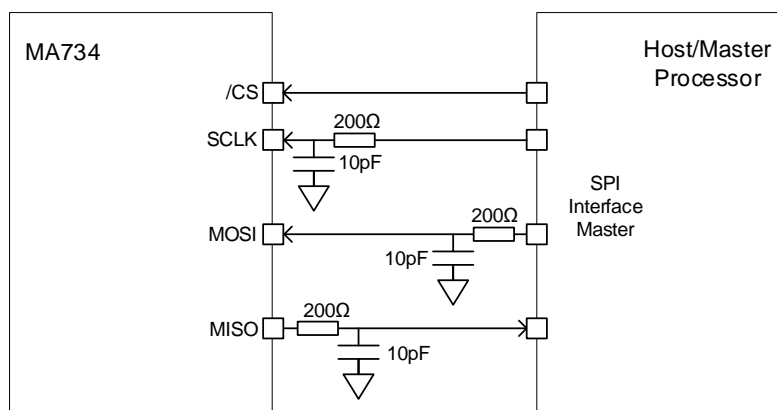 MA734
Host/Master
Processor
/CS
200Ω
SCLK
10pF
SPI
Interface
Master
200Ω
MOSI
10pF
200Ω
MISO
10pF